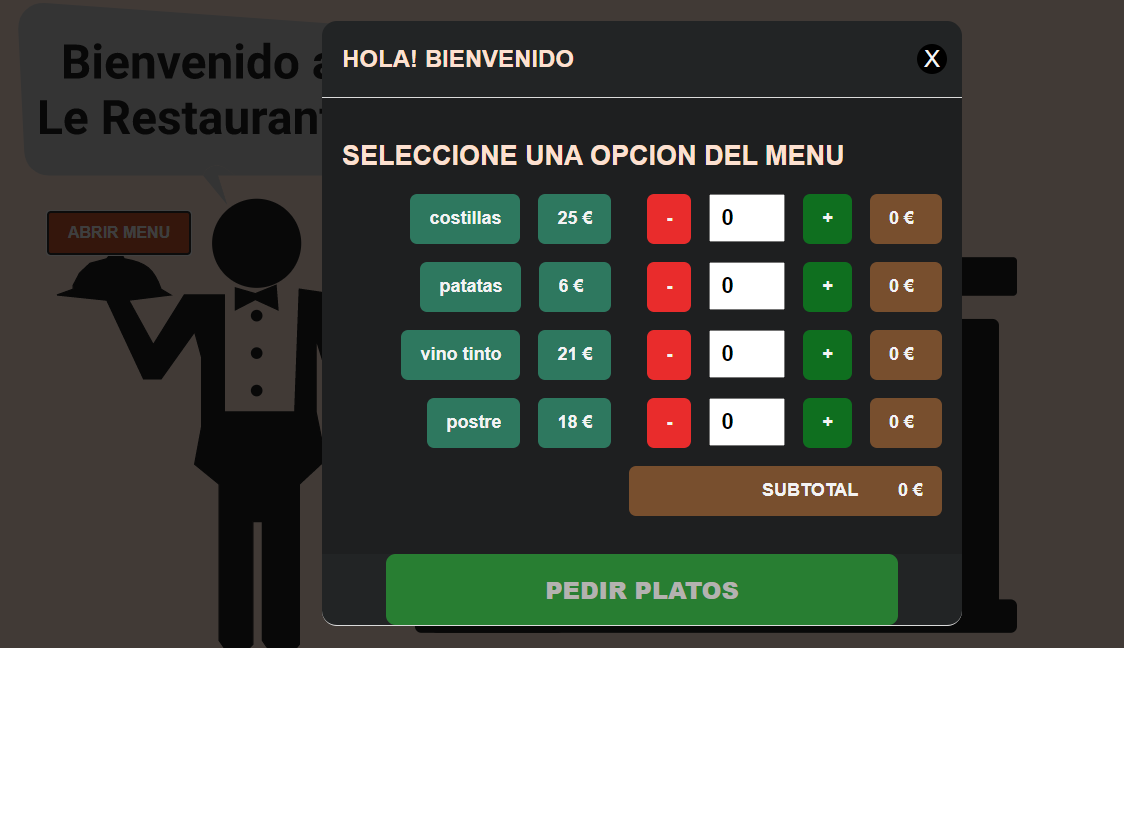 Bienvenido a
Le Restaurant
ABRIR MENU
HOLA! BIENVENIDO
X
SELECCIONE UNA OPCION DEL MENU
costillas 25 € - 0 + 0 €
patatas 6 € - 0 + 0 €
vino tinto 21 € - 0 + 0 €
postre 18 € - 0 + 0 €
SUBTOTAL 0 €
PEDIR PLATOS